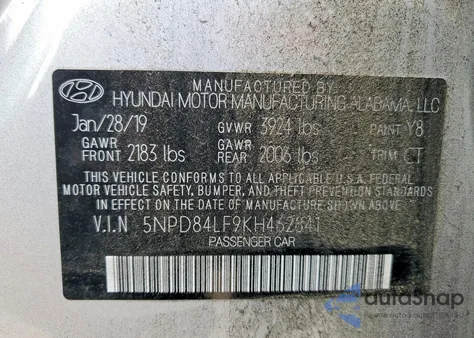 MANUFACTURED BY
HYUNDAI MOTOR MANUFACTURING ALABAMA, LLC
Jan/28/19 GVWR 3924 lbs PAINT Y8
GAWR FRONT 2183 lbs GAWR REAR 2006 lbs TRIM CT
THIS VEHICLE CONFORMS TO ALL APPLICABLE FEDERAL
MOTOR VEHICLE SAFETY, BUMPER, AND THEFT PREVENTION STANDARDS
IN EFFECT ON THE DATE OF MANUFACTURE SHOWN ABOVE
V.I.N 5NPD84LF9KH462841
PASSENGER CAR
autoSnap